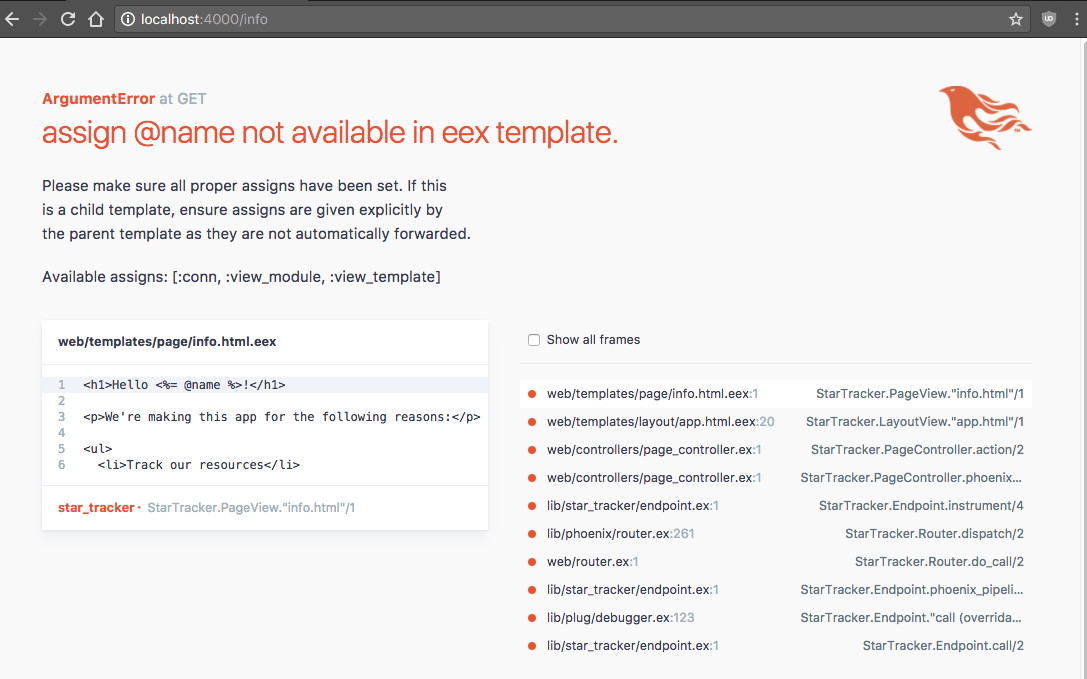 localhost:4000/info
ArgumentError at GET
assign @name not available in eex template.
Please make sure all proper assigns have been set. If this
is a child template, ensure assigns are given explicitly by
the parent template as they are not automatically forwarded.
Available assigns: [:conn, :view_module, :view_template]
web/templates/page/info.html.eex
1 <h1>Hello <%= @name %>!</h1>
2
3 <p>We're making this app for the following reasons:</p>
4
5 <ul>
6 <li>Track our resources</li>
star_tracker · StarTracker.PageView."info.html"/1
Show all frames
web/templates/page/info.html.eex:1 StarTracker.PageView."info.html"/1
web/templates/layout/app.html.eex:20 StarTracker.LayoutView."app.html"/1
web/controllers/page_controller.ex:1 StarTracker.PageController.action/2
web/controllers/page_controller.ex:1 StarTracker.PageController.phoenix...
lib/star_tracker/endpoint.ex:1 StarTracker.Endpoint.instrument/4
lib/phoenix/router.ex:261 StarTracker.Router.dispatch/2
web/router.ex:1 StarTracker.Router.do_call/2
lib/star_tracker/endpoint.ex:1 StarTracker.Endpoint.phoenix_pipeli...
lib/plug/debugger.ex:123 StarTracker.Endpoint."call (overrida...
lib/star_tracker/endpoint.ex:1 StarTracker.Endpoint.call/2